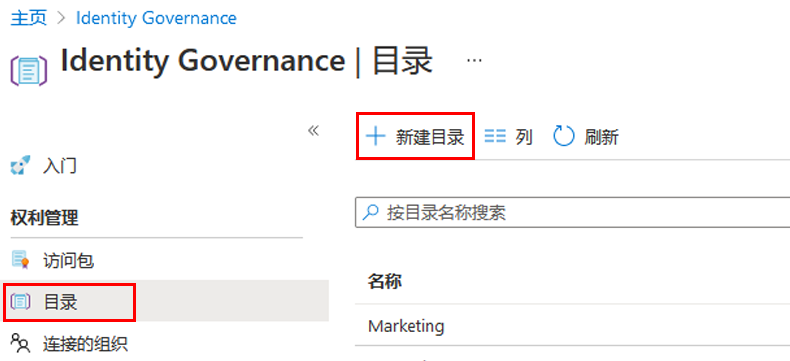 主页 > Identity Governance
Identity Governance | 目录 ...
«
+ 新建目录 列 刷新
入门
按目录名称搜索
权利管理
访问包
名称
目录
Marketing
连接的组织